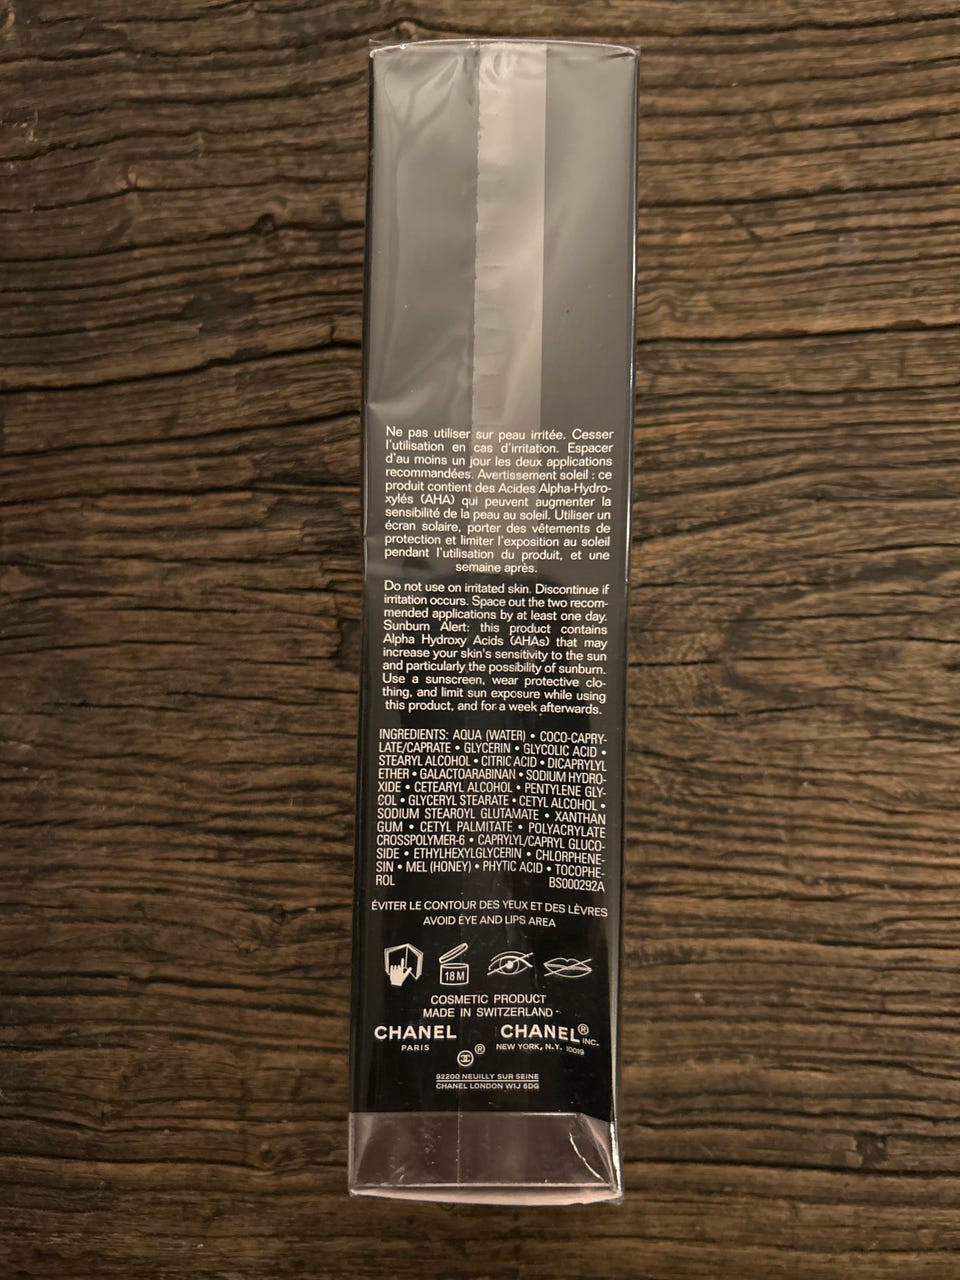 Ne pas utiliser sur peau irritée. Cesser
l'utilisation en cas d'irritation. Espacer
d'au moins un jour les deux applications
recommandées. Avertissement soleil : ce
produit contient des Acides Alpha-Hydro-
xylés (AHA) qui peuvent augmenter la
sensibilité de la peau au soleil. Utiliser un
écran solaire, porter des vêtements de
protection et limiter l'exposition au soleil
pendant l'utilisation du produit, et une
semaine après.
Do not use on irritated skin. Discontinue if
irritation occurs. Space out the two recom-
mended applications by at least one day.
Sunburn Alert: this product contains
Alpha Hydroxy Acids (AHAs) that may
increase your skin's sensitivity to the sun
and particularly the possibility of sunburn.
Use a sunscreen, wear protective clo-
thing, and limit sun exposure while using
this product, and for a week afterwards.
INGREDIENTS: AQUA (WATER) • COCO-CAPRY-
LATE/CAPRATE • GLYCERIN • GLYCOLIC ACID •
STEARYL ALCOHOL • CITRIC ACID • DICAPRYLYL
ETHER • GALACTOARABINAN • SODIUM HYDRO-
XIDE • CETEARYL ALCOHOL • PENTYLENE GLY-
COL • GLYCERYL STEARATE • CETYL ALCOHOL •
SODIUM STEAROYL GLUTAMATE • XANTHAN
GUM • CETYL PALMITATE • POLYACRYLATE
CROSSPOLYMER-6 • CAPRYLYL/CAPRYL GLUCO-
SIDE • ETHYLHEXYLGLYCERIN • CHLORPHENE-
SIN • MEL (HONEY) • PHYTIC ACID • TOCOPHE-
ROL BS000292A
ÉVITER LE CONTOUR DES YEUX ET DES LÈVRES
AVOID EYE AND LIPS AREA
18 M
COSMETIC PRODUCT
MADE IN SWITZERLAND
CHANEL CHANEL® INC.
PARIS NEW YORK, N.Y. 10019
®
92200 NEUILLY SUR SEINE
CHANEL LONDON W1J 6DG